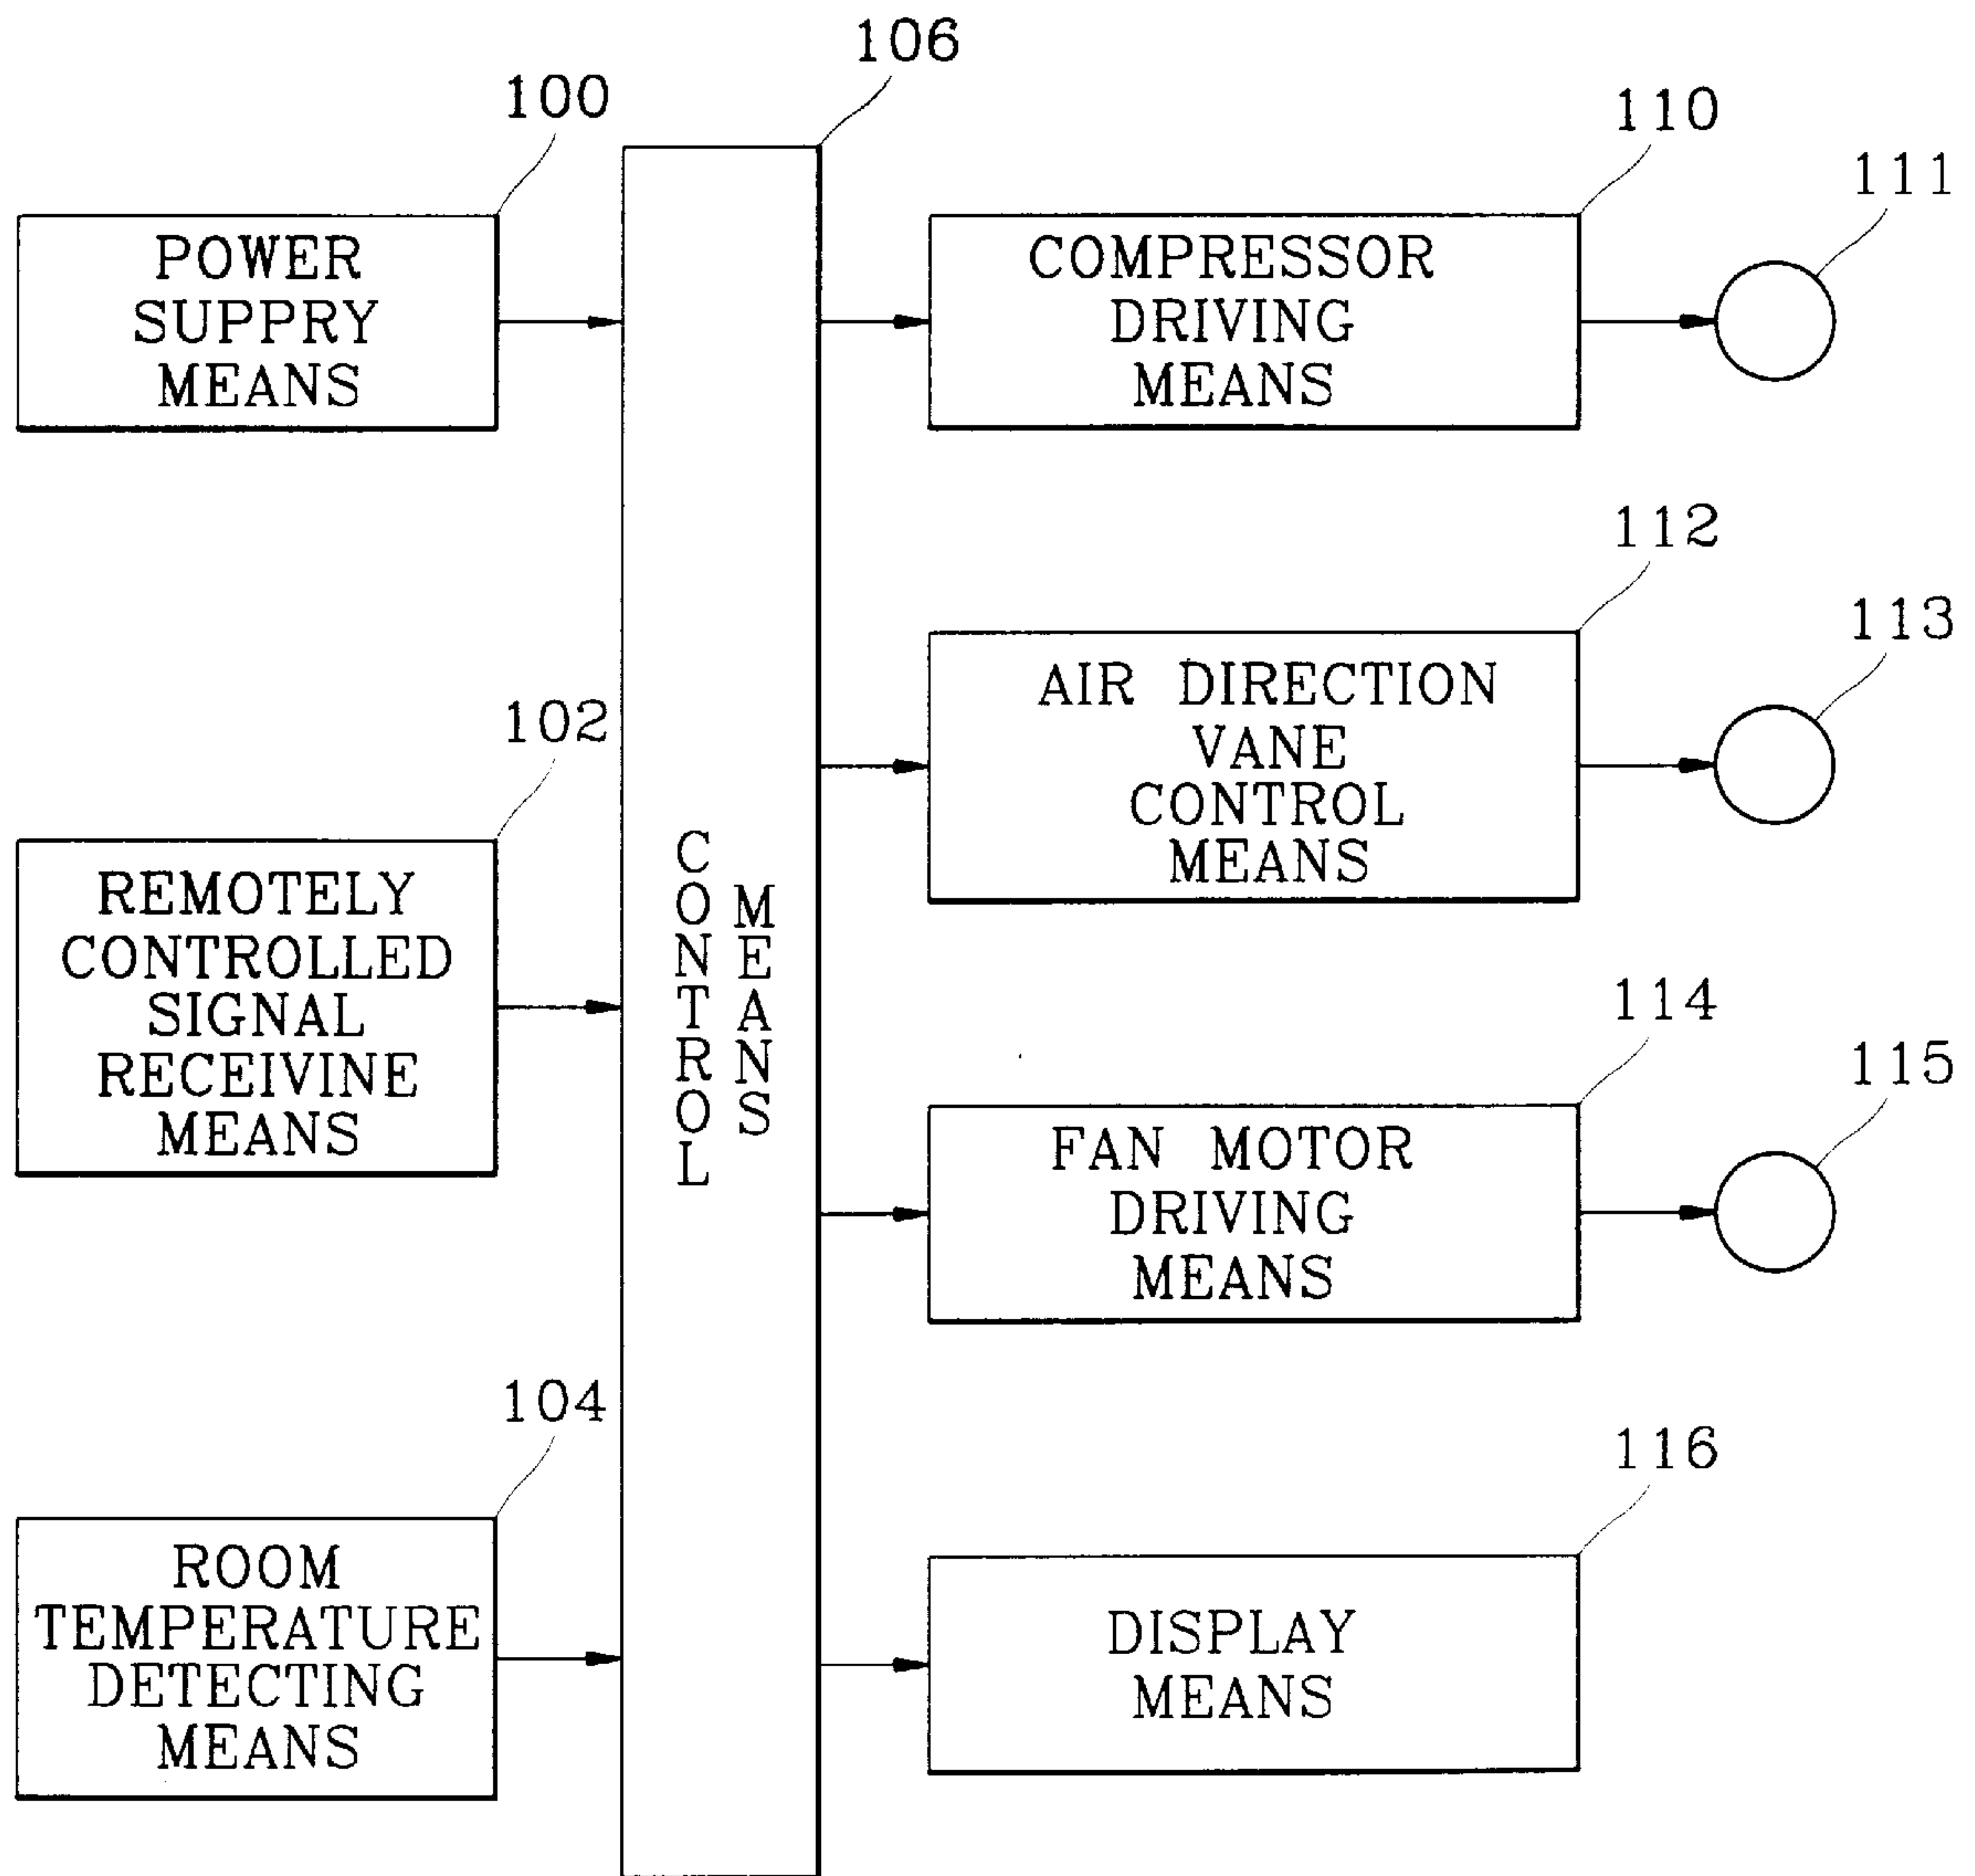 106
100
110
111
POWER
SUPPRY
MEANS
COMPRESSOR
DRIVING
MEANS
112
113
102
AIR DIRECTION
VANE
CONTROL
MEANS
REMOTELY
CONTROLLED
SIGNAL
RECEIVINE
MEANS
CONTROL
MEANS
114
115
FAN MOTOR
DRIVING
MEANS
104
116
ROOM
TEMPERATURE
DETECTING
MEANS
DISPLAY
MEANS